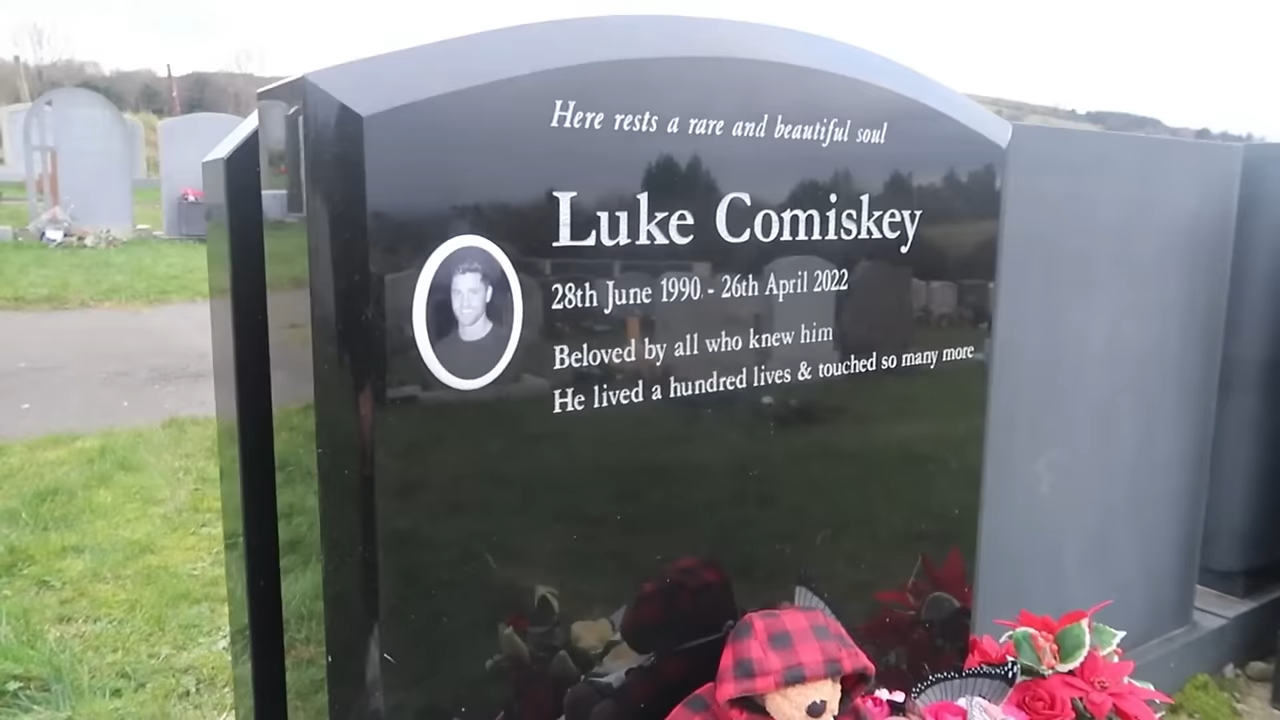 Here rests a rare and beautiful soul
Luke Comiskey
28th June 1990 - 26th April 2022
Beloved by all who knew him
He lived a hundred lives & touched so many more